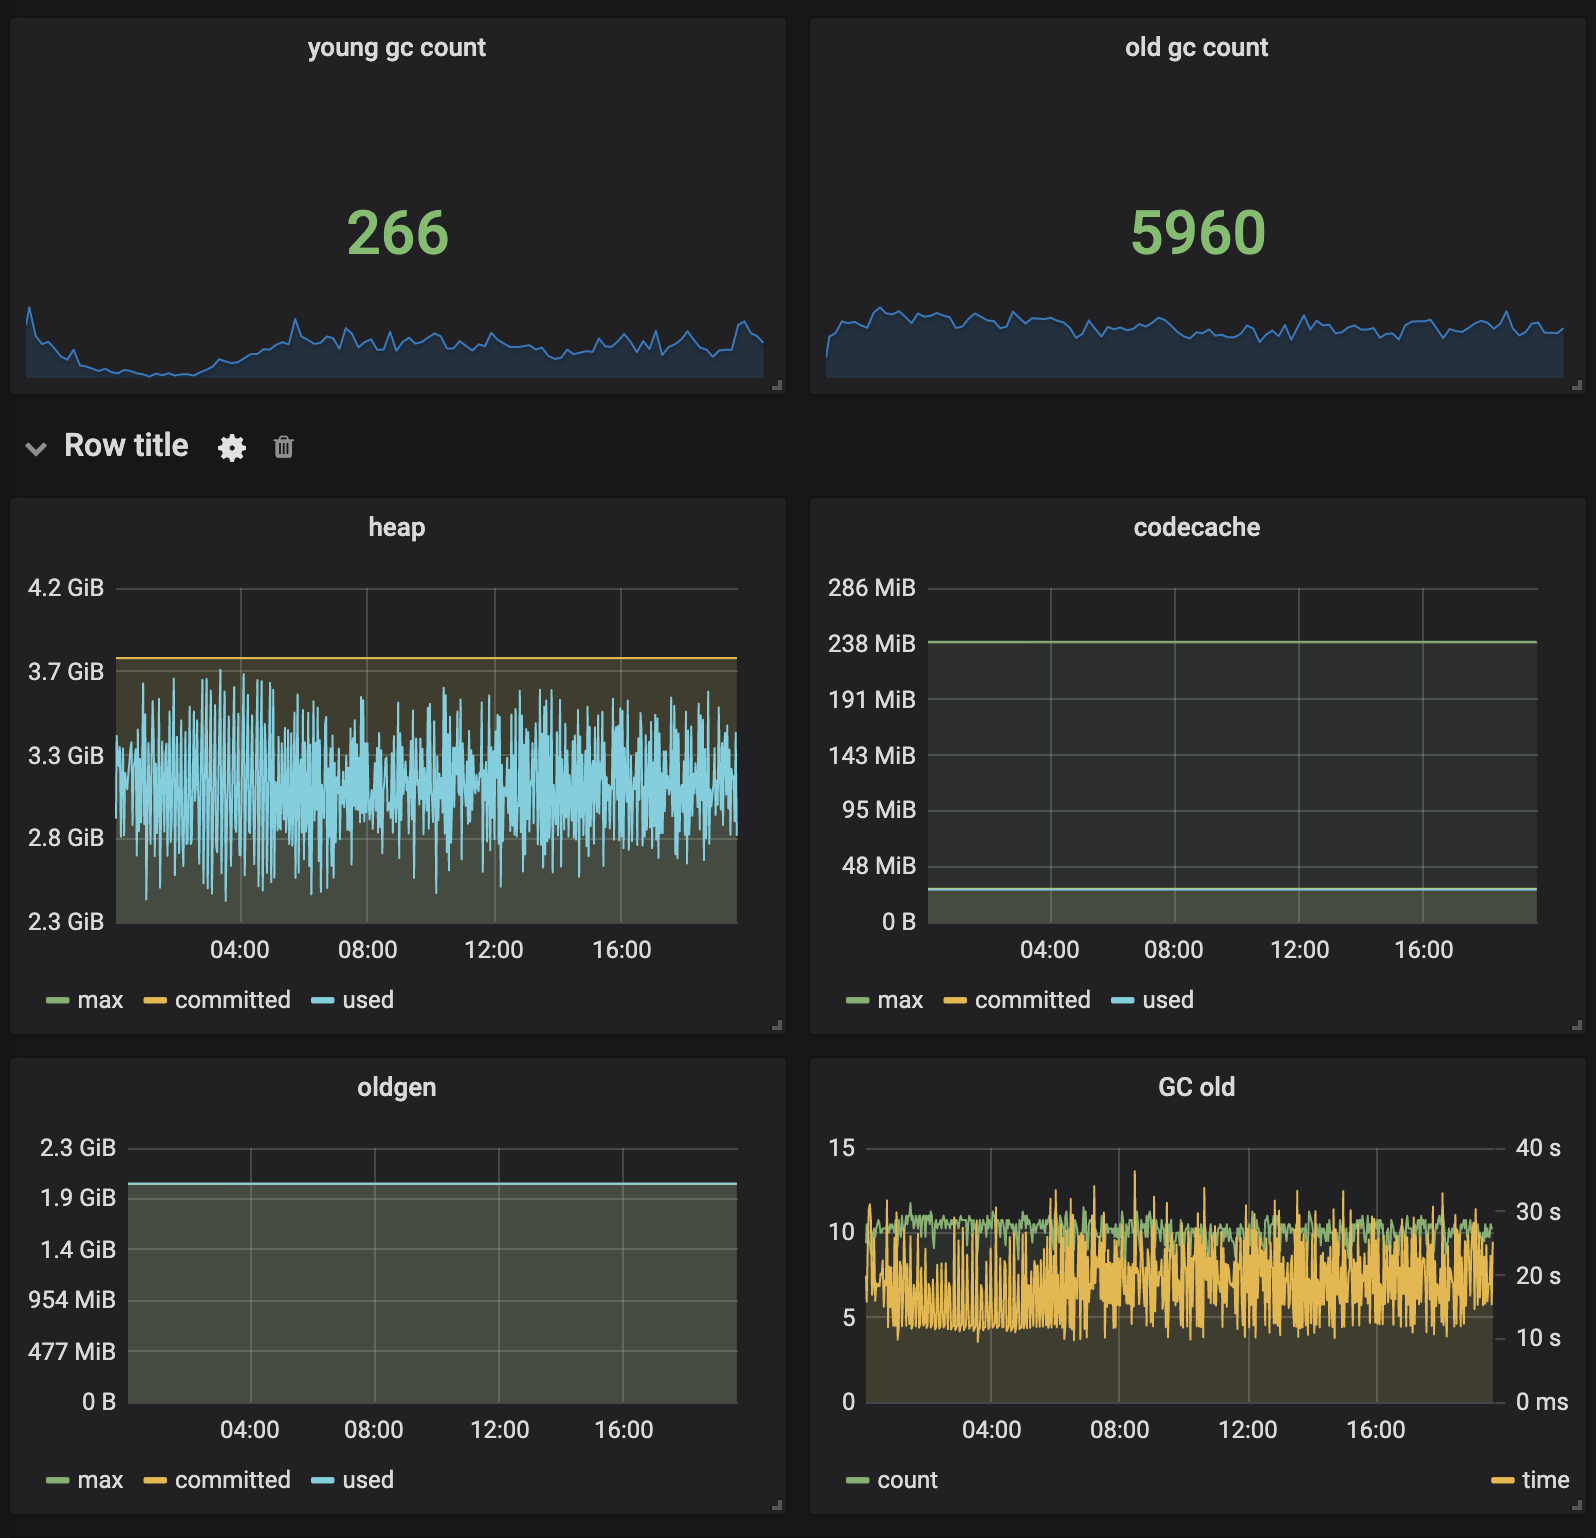 young gc count
266
old gc count
5960
Row title
heap
4.2 GiB
3.7 GiB
3.3 GiB
2.8 GiB
2.3 GiB
04:00 08:00 12:00 16:00
max committed used
codecache
286 MiB
238 MiB
191 MiB
143 MiB
95 MiB
48 MiB
0 B
04:00 08:00 12:00 16:00
max committed used
oldgen
2.3 GiB
1.9 GiB
1.4 GiB
954 MiB
477 MiB
0 B
04:00 08:00 12:00 16:00
max committed used
GC old
15 40 s
30 s
10
20 s
5
10 s
0 0 ms
04:00 08:00 12:00 16:00
count time